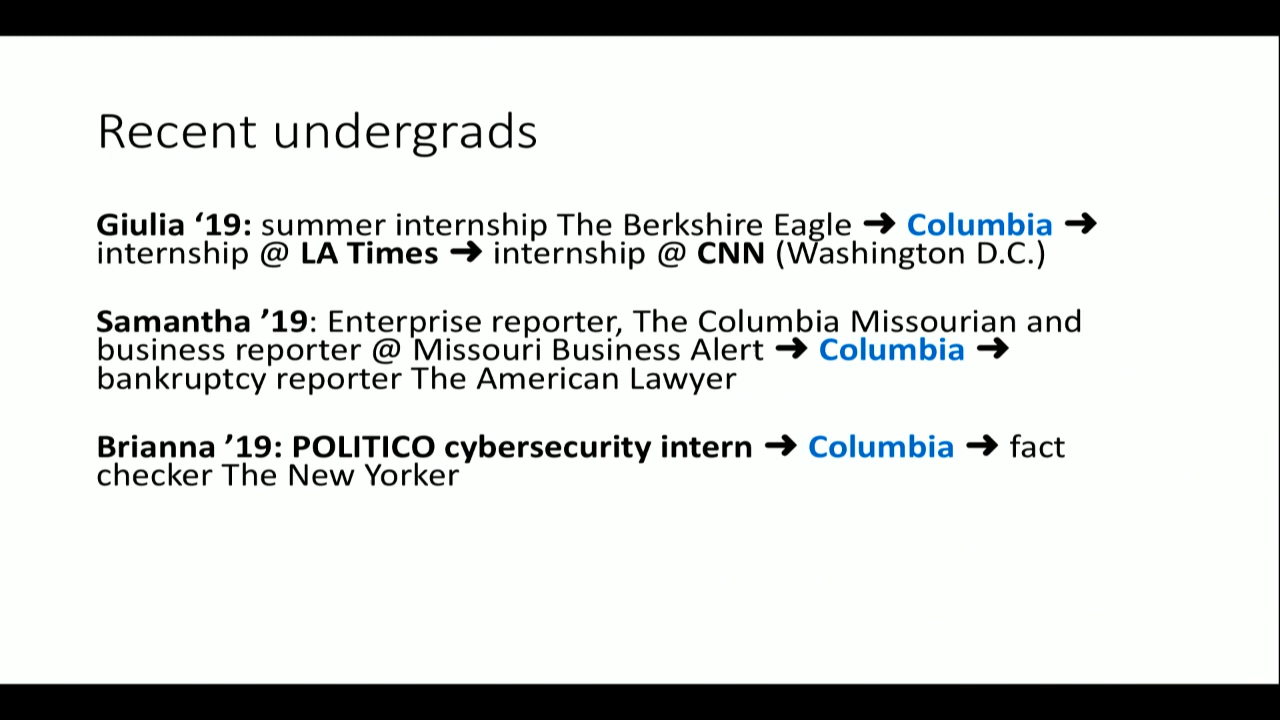 Recent undergrads
Giulia ‘19: summer internship The Berkshire Eagle ➔ Columbia ➔
internship @ LA Times ➔ internship @ CNN (Washington D.C.)
Samantha ’19: Enterprise reporter, The Columbia Missourian and
business reporter @ Missouri Business Alert ➔ Columbia ➔
bankruptcy reporter The American Lawyer
Brianna ’19: POLITICO cybersecurity intern ➔ Columbia ➔ fact
checker The New Yorker